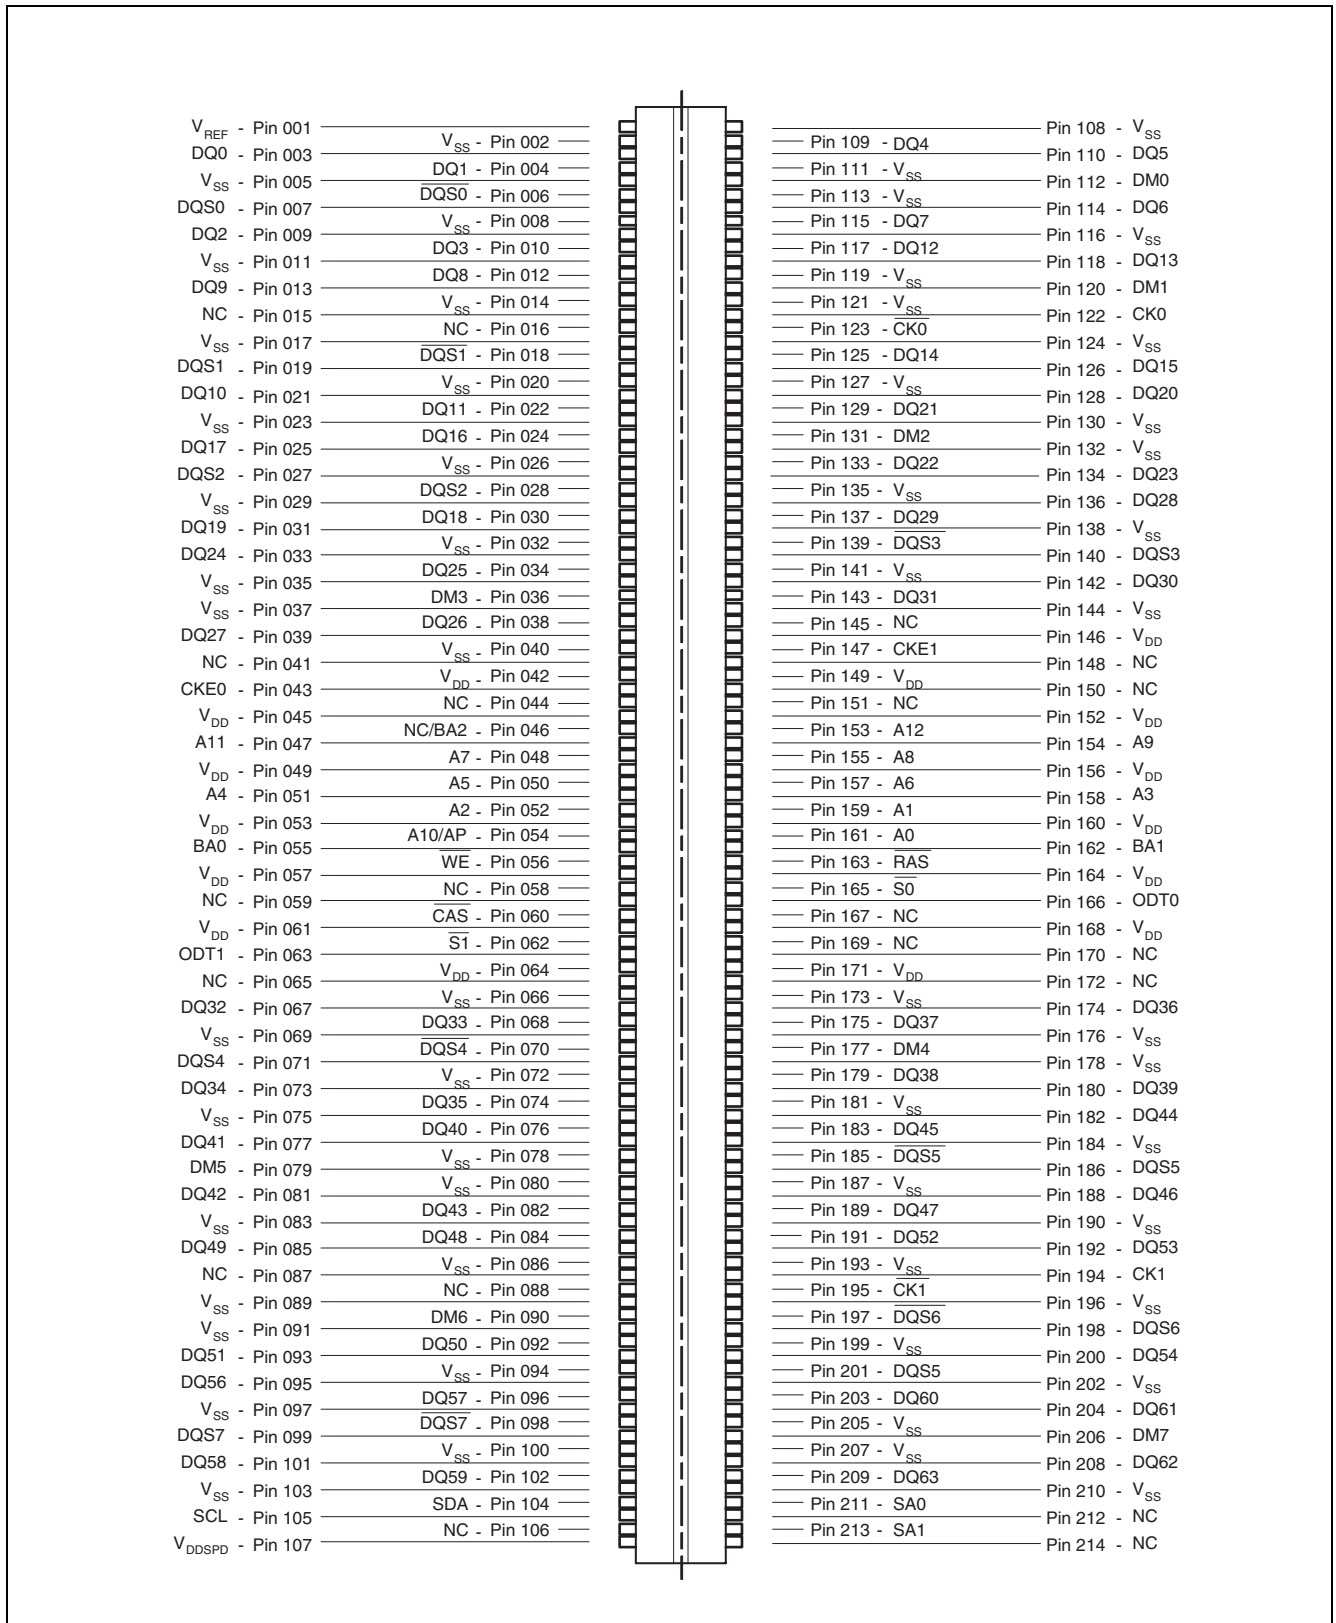 VREF - Pin 001 Pin 108 - VSS
VSS - Pin 002 Pin 109 - DQ4
DQ0 - Pin 003 Pin 110 - DQ5
DQ1 - Pin 004 Pin 111 - VSS
VSS - Pin 005 Pin 112 - DM0
DQS0 - Pin 006 Pin 113 - VSS
DQS0 - Pin 007 Pin 114 - DQ6
VSS - Pin 008 Pin 115 - DQ7
DQ2 - Pin 009 Pin 116 - VSS
DQ3 - Pin 010 Pin 117 - DQ12
VSS - Pin 011 Pin 118 - DQ13
DQ8 - Pin 012 Pin 119 - VSS
DQ9 - Pin 013 Pin 120 - DM1
VSS - Pin 014 Pin 121 - VSS
NC - Pin 015 Pin 122 - CK0
NC - Pin 016 Pin 123 - CK0
VSS - Pin 017 Pin 124 - VSS
DQS1 - Pin 018 Pin 125 - DQ14
DQS1 - Pin 019 Pin 126 - DQ15
VSS - Pin 020 Pin 127 - VSS
DQ10 - Pin 021 Pin 128 - DQ20
DQ11 - Pin 022 Pin 129 - DQ21
VSS - Pin 023 Pin 130 - VSS
DQ16 - Pin 024 Pin 131 - DM2
DQ17 - Pin 025 Pin 132 - VSS
VSS - Pin 026 Pin 133 - DQ22
DQS2 - Pin 027 Pin 134 - DQ23
DQS2 - Pin 028 Pin 135 - VSS
VSS - Pin 029 Pin 136 - DQ28
DQ18 - Pin 030 Pin 137 - DQ29
DQ19 - Pin 031 Pin 138 - VSS
VSS - Pin 032 Pin 139 - DQS3
DQ24 - Pin 033 Pin 140 - DQS3
DQ25 - Pin 034 Pin 141 - VSS
VSS - Pin 035 Pin 142 - DQ30
DM3 - Pin 036 Pin 143 - DQ31
VSS - Pin 037 Pin 144 - VSS
DQ26 - Pin 038 Pin 145 - NC
DQ27 - Pin 039 Pin 146 - VDD
VSS - Pin 040 Pin 147 - CKE1
NC - Pin 041 Pin 148 - NC
VDD - Pin 042 Pin 149 - VDD
CKE0 - Pin 043 Pin 150 - NC
NC - Pin 044 Pin 151 - NC
VDD - Pin 045 Pin 152 - VDD
NC/BA2 - Pin 046 Pin 153 - A12
A11 - Pin 047 Pin 154 - A9
A7 - Pin 048 Pin 155 - A8
VDD - Pin 049 Pin 156 - VDD
A5 - Pin 050 Pin 157 - A6
A4 - Pin 051 Pin 158 - A3
A2 - Pin 052 Pin 159 - A1
VDD - Pin 053 Pin 160 - VDD
A10/AP - Pin 054 Pin 161 - A0
BA0 - Pin 055 Pin 162 - BA1
WE - Pin 056 Pin 163 - RAS
VDD - Pin 057 Pin 164 - VDD
NC - Pin 058 Pin 165 - S0
NC - Pin 059 Pin 166 - ODT0
CAS - Pin 060 Pin 167 - NC
VDD - Pin 061 Pin 168 - VDD
S1 - Pin 062 Pin 169 - NC
ODT1 - Pin 063 Pin 170 - NC
VDD - Pin 064 Pin 171 - VDD
NC - Pin 065 Pin 172 - NC
VSS - Pin 066 Pin 173 - VSS
DQ32 - Pin 067 Pin 174 - DQ36
DQ33 - Pin 068 Pin 175 - DQ37
VSS - Pin 069 Pin 176 - VSS
DQS4 - Pin 070 Pin 177 - DM4
DQS4 - Pin 071 Pin 178 - VSS
VSS - Pin 072 Pin 179 - DQ38
DQ34 - Pin 073 Pin 180 - DQ39
DQ35 - Pin 074 Pin 181 - VSS
VSS - Pin 075 Pin 182 - DQ44
DQ40 - Pin 076 Pin 183 - DQ45
DQ41 - Pin 077 Pin 184 - VSS
VSS - Pin 078 Pin 185 - DQS5
DM5 - Pin 079 Pin 186 - DQS5
VSS - Pin 080 Pin 187 - VSS
DQ42 - Pin 081 Pin 188 - DQ46
DQ43 - Pin 082 Pin 189 - DQ47
VSS - Pin 083 Pin 190 - VSS
DQ48 - Pin 084 Pin 191 - DQ52
DQ49 - Pin 085 Pin 192 - DQ53
VSS - Pin 086 Pin 193 - VSS
NC - Pin 087 Pin 194 - CK1
NC - Pin 088 Pin 195 - CK1
VSS - Pin 089 Pin 196 - VSS
DM6 - Pin 090 Pin 197 - DQS6
VSS - Pin 091 Pin 198 - DQS6
DQ50 - Pin 092 Pin 199 - VSS
DQ51 - Pin 093 Pin 200 - DQ54
VSS - Pin 094 Pin 201 - DQS5
DQ56 - Pin 095 Pin 202 - VSS
DQ57 - Pin 096 Pin 203 - DQ60
VSS - Pin 097 Pin 204 - DQ61
DQS7 - Pin 098 Pin 205 - VSS
DQS7 - Pin 099 Pin 206 - DM7
VSS - Pin 100 Pin 207 - VSS
DQ58 - Pin 101 Pin 208 - DQ62
DQ59 - Pin 102 Pin 209 - DQ63
VSS - Pin 103 Pin 210 - VSS
SDA - Pin 104 Pin 211 - SA0
SCL - Pin 105 Pin 212 - NC
NC - Pin 106 Pin 213 - SA1
VDDSPD - Pin 107 Pin 214 - NC